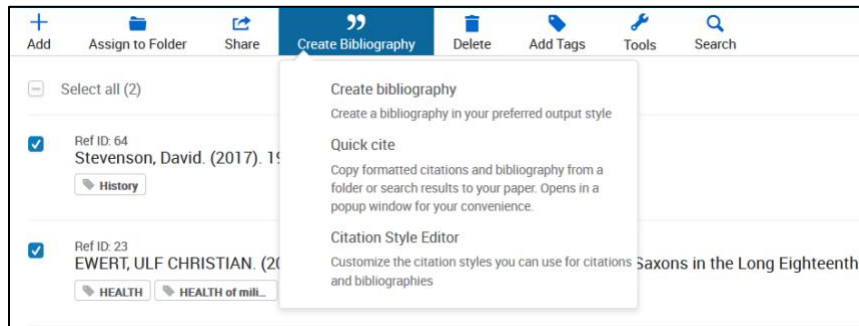 Add Assign to Folder Share Create Bibliography Delete Add Tags Tools Search
Select all (2)
Create bibliography
Create a bibliography in your preferred output style
Quick cite
Copy formatted citations and bibliography from a
folder or search results to your paper. Opens in a
popup window for your convenience.
Citation Style Editor
Customize the citation styles you can use for citations
and bibliographies
Ref ID: 64
Stevenson, David. (2017). 19
History
Ref ID: 23
EWERT, ULF CHRISTIAN. (20 Saxons in the Long Eighteenth
HEALTH HEALTH of mili...